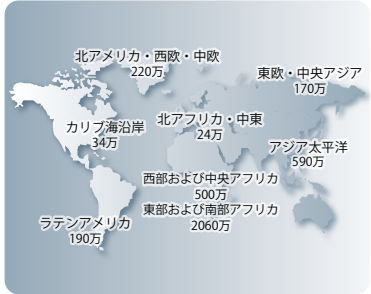 北アメリカ・西欧・中欧
220万
東欧・中央アジア
170万
カリブ海沿岸
34万
北アフリカ・中東
24万
アジア太平洋
590万
西部および中央アフリカ
500万
東部および南部アフリカ
2060万
ラテンアメリカ
190万